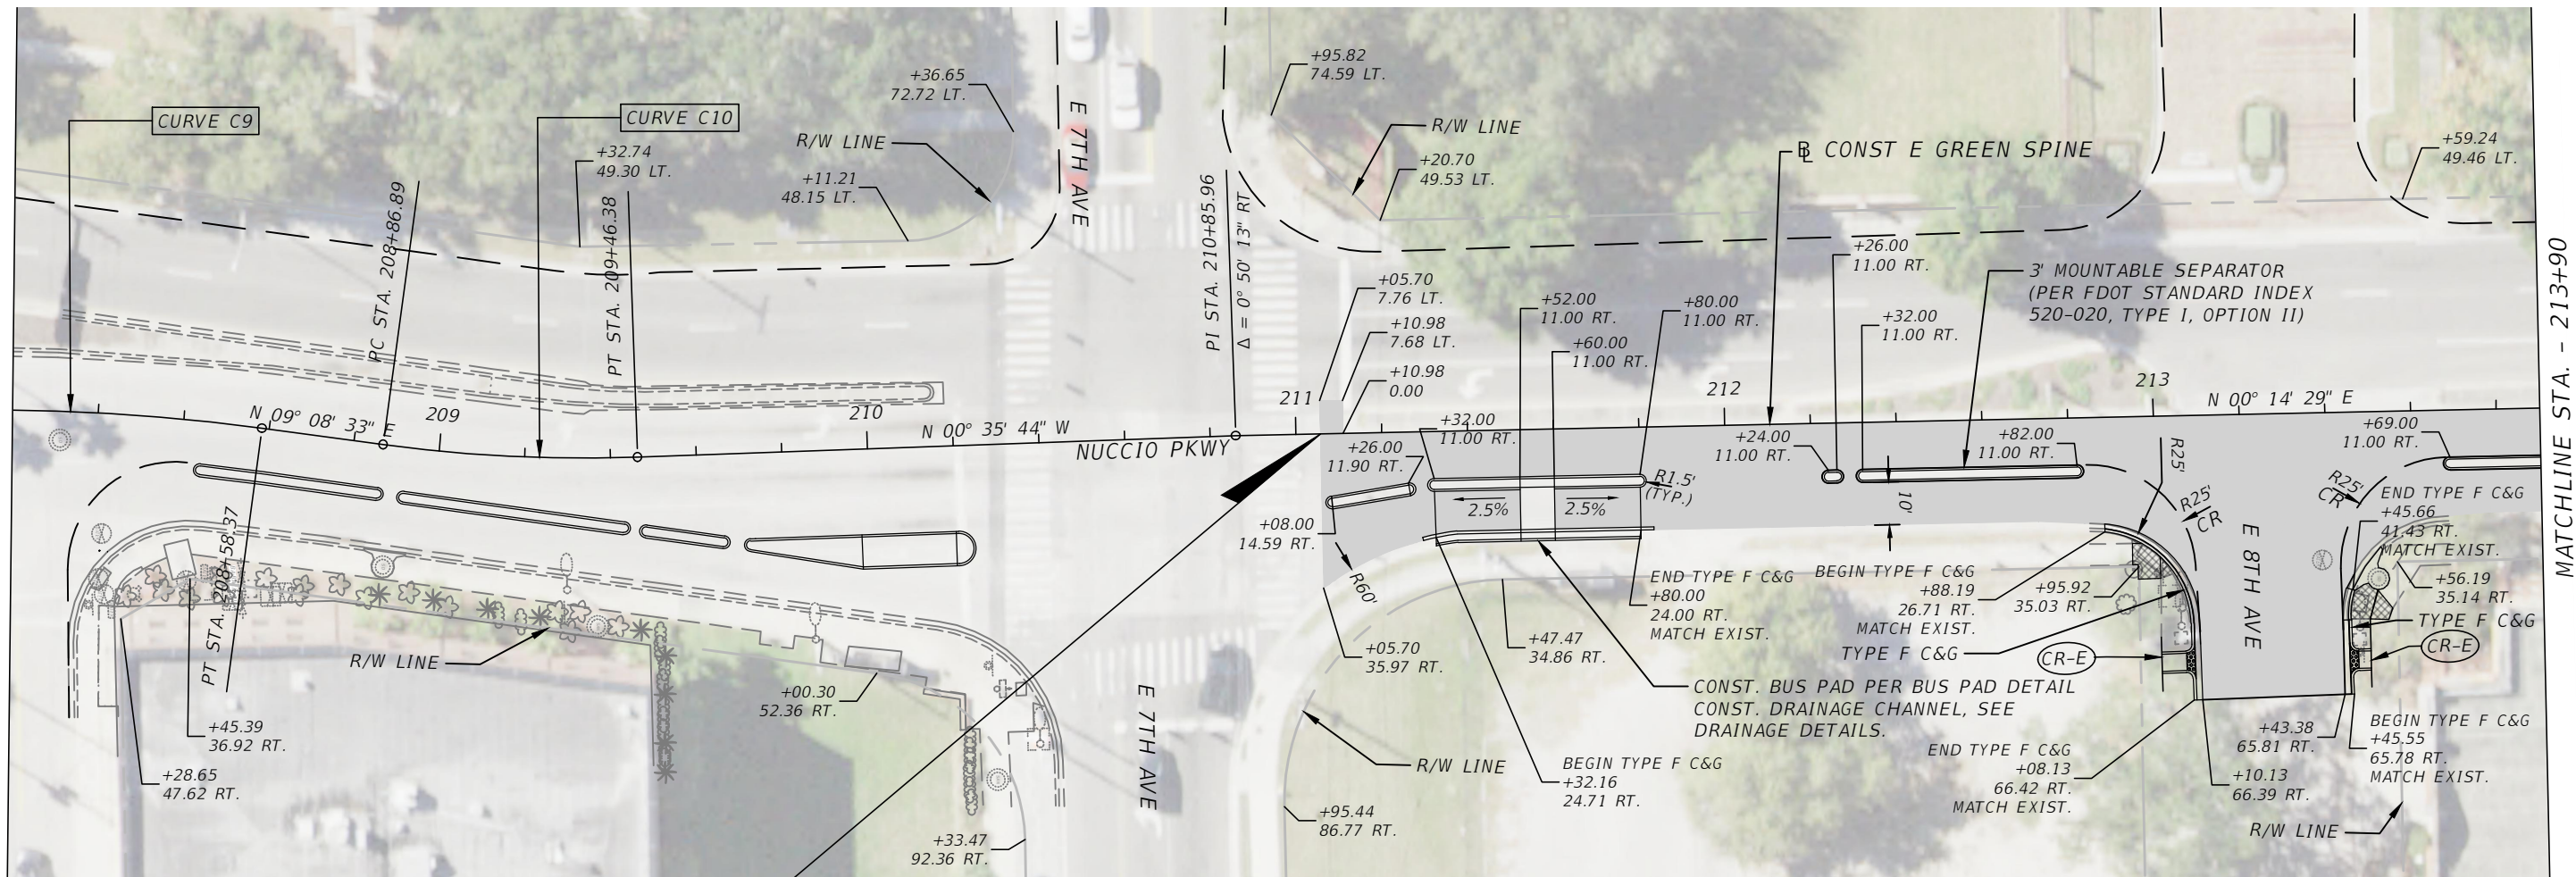 CURVE C9
CURVE C10
+36.65
72.72 LT.
R/W LINE
+32.74
49.30 LT.
+11.21
48.15 LT.
E 7TH AVE
PC STA. 208+86.89
PT STA. 209+46.38
PI STA. 210+85.96
Δ = 0° 50' 13" RT
+95.82
74.59 LT.
R/W LINE
+20.70
49.53 LT.
BL CONST E GREEN SPINE
+59.24
49.46 LT.
MATCHLINE STA. - 213+90
+26.00
11.00 RT.
3' MOUNTABLE SEPARATOR
(PER FDOT STANDARD INDEX
520-020, TYPE I, OPTION II)
+05.70
7.76 LT.
+10.98
7.68 LT.
+10.98
0.00
+52.00
11.00 RT.
+60.00
11.00 RT.
+80.00
11.00 RT.
+32.00
11.00 RT.
N 09° 08' 33" E
209
210
N 00° 35' 44" W
NUCCIO PKWY
211
212
213
N 00° 14' 29" E
+32.00
11.00 RT.
+26.00
11.90 RT.
+24.00
11.00 RT.
+82.00
11.00 RT.
+69.00
11.00 RT.
R1.5'
(TYP.)
2.5%
2.5%
10'
R25'
R25'
CR
R25'
CR
+08.00
14.59 RT.
R60'
PT STA. 208+58.37
E 8TH AVE
END TYPE F C&G
+45.66
41.43 RT.
MATCH EXIST.
+56.19
35.14 RT.
TYPE F C&G
CR-E
END TYPE F C&G
+80.00
24.00 RT.
MATCH EXIST.
BEGIN TYPE F C&G
+88.19
26.71 RT.
MATCH EXIST.
+95.92
35.03 RT.
TYPE F C&G
CR-E
+05.70
35.97 RT.
+47.47
34.86 RT.
R/W LINE
+00.30
52.36 RT.
E 7TH AVE
CONST. BUS PAD PER BUS PAD DETAIL
CONST. DRAINAGE CHANNEL, SEE
DRAINAGE DETAILS.
+45.39
36.92 RT.
+28.65
47.62 RT.
R/W LINE
BEGIN TYPE F C&G
+32.16
24.71 RT.
END TYPE F C&G
+08.13
66.42 RT.
MATCH EXIST.
+10.13
66.39 RT.
+43.38
65.81 RT.
BEGIN TYPE F C&G
+45.55
65.78 RT.
MATCH EXIST.
R/W LINE
+33.47
92.36 RT.
+95.44
86.77 RT.